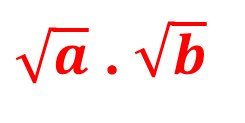 √a . √b